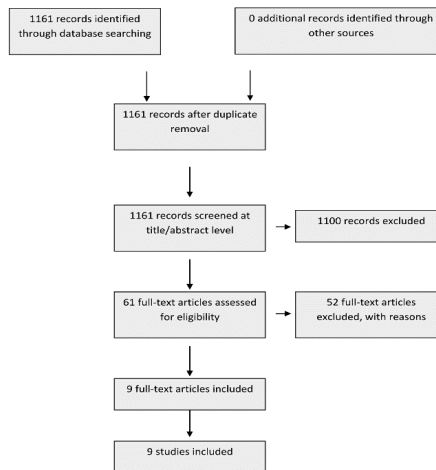 1161 records identified
through database searching
0 additional records identified through
other sources
1161 records after duplicate
removal
1161 records screened at
title/abstract level
1100 records excluded
61 full-text articles assessed
for eligibility
52 full-text articles
excluded, with reasons
9 full-text articles included
9 studies included